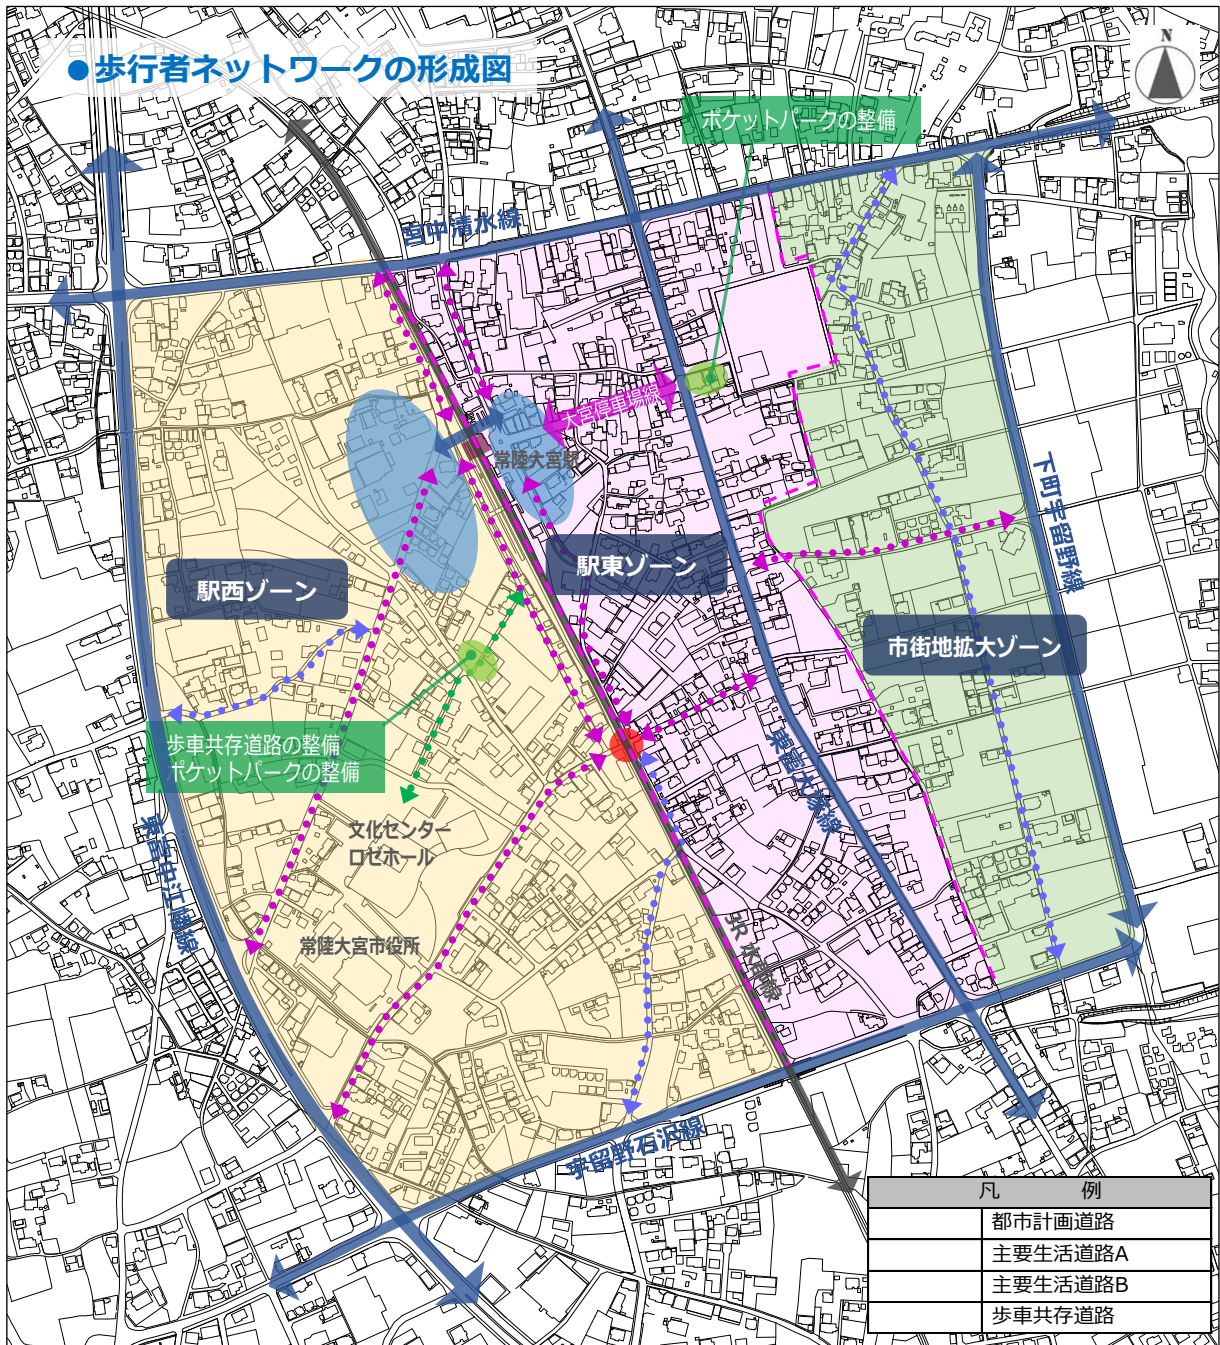 ●歩行者ネットワークの形成図
N
ポケットパークの整備
宮中清水線
大宮停車場線
常陸大宮駅
下町宇留野線
駅西ゾーン
駅東ゾーン
市街地拡大ゾーン
歩車共存道路の整備
ポケットパークの整備
東富大塚線
文化センター
ロゼホール
東宮中江幡線
常陸大宮市役所
JR水郡線
宇留野石沢線
凡 例
都市計画道路
主要生活道路A
主要生活道路B
歩車共存道路